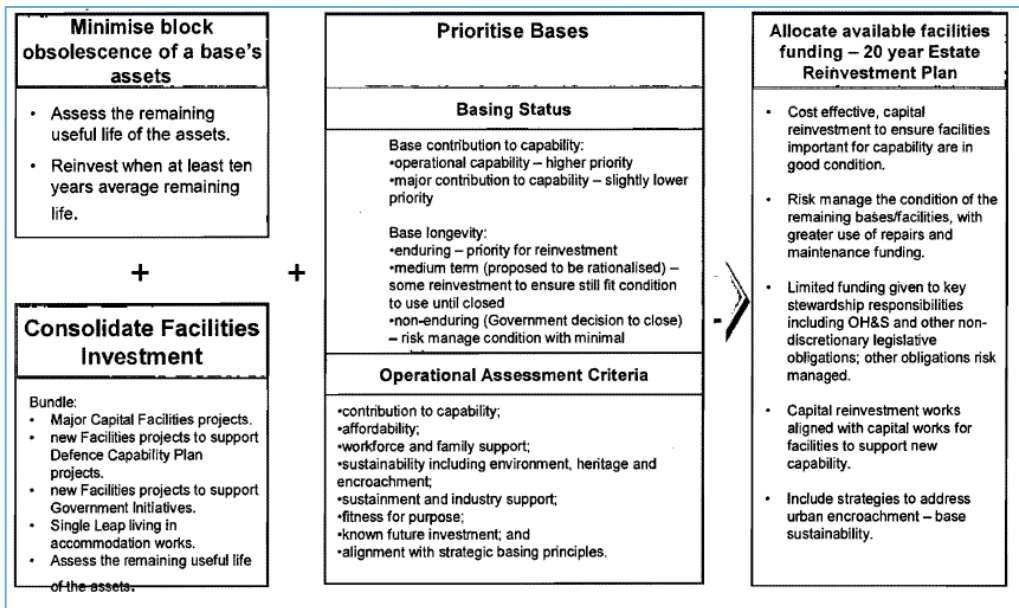 Minimise block
obsolescence of a base's
assets
• Assess the remaining
useful life of the assets.
• Reinvest when at least ten
years average remaining
life.
+
Consolidate Facilities
Investment
Bundle:
• Major Capital Facilities projects.
• new Facilities projects to support
Defence Capability Plan
projects.
• new Facilities projects to support
Government Initiatives.
• Single Leap living in
accommodation works.
• Assess the remaining useful life
of the assets.
+
Prioritise Bases
Basing Status
Base contribution to capability:
•operational capability – higher priority
•major contribution to capability – slightly lower
priority
Base longevity:
•enduring – priority for reinvestment
•medium term (proposed to be rationalised) –
some reinvestment to ensure still fit condition
to use until closed
•non-enduring (Government decision to close)
– risk manage condition with minimal
Operational Assessment Criteria
•contribution to capability;
•affordability;
•workforce and family support;
•sustainability including environment, heritage and
encroachment;
•sustainment and industry support;
•fitness for purpose;
•known future investment; and
•alignment with strategic basing principles.
Allocate available facilities
funding – 20 year Estate
Reinvestment Plan
• Cost effective, capital
reinvestment to ensure facilities
important for capability are in
good condition.
• Risk manage the condition of the
remaining bases/facilities, with
greater use of repairs and
maintenance funding.
• Limited funding given to key
stewardship responsibilities
including OH&S and other non-
discretionary legislative
obligations; other obligations risk
managed.
• Capital reinvestment works
aligned with capital works for
facilities to support new
capability.
• Include strategies to address
urban encroachment – base
sustainability.